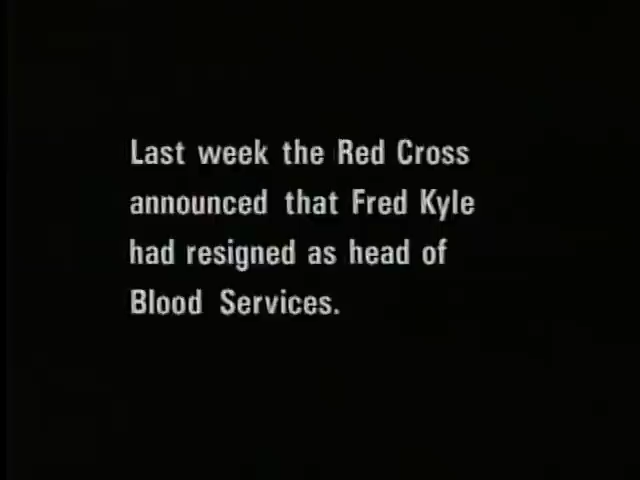 Last week the Red Cross
announced that Fred Kyle
had resigned as head of
Blood Services.